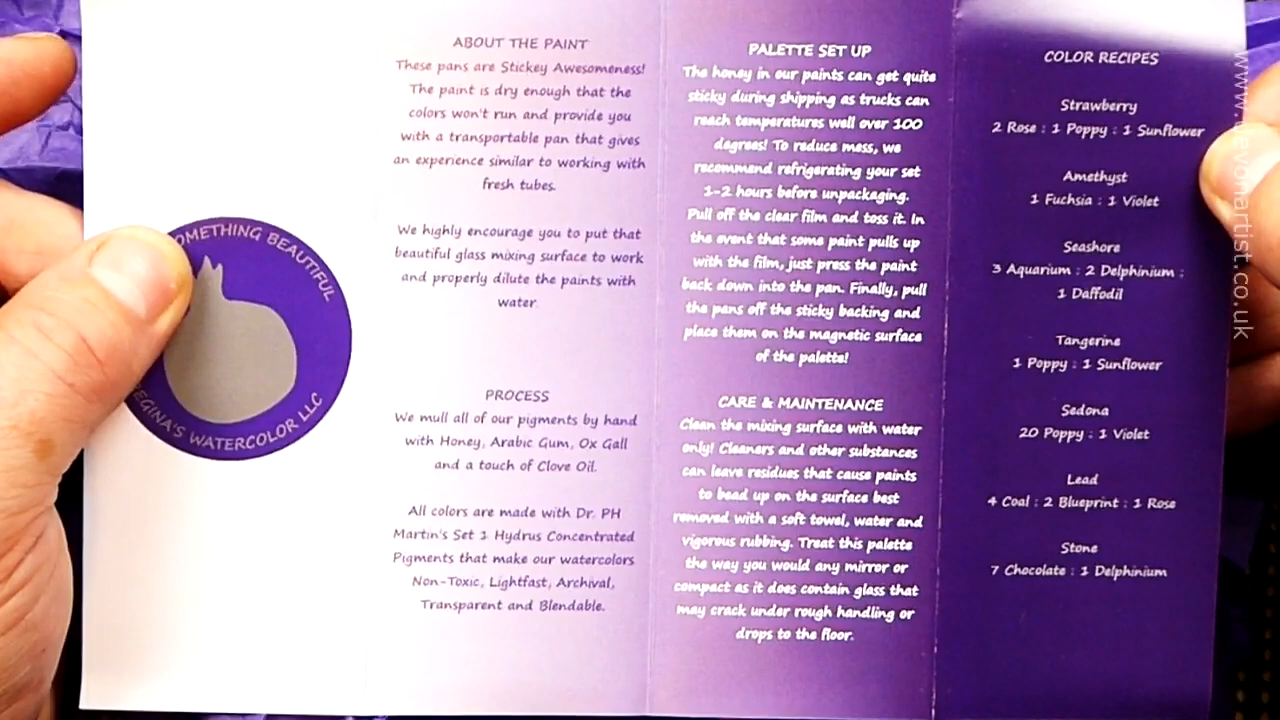 OMETHING BEAUTIFUL
EGINA'S WATERCOLOR LLC
ABOUT THE PAINT
These pans are Stickey Awesomeness!
The paint is dry enough that the
colors won't run and provide you
with a transportable pan that gives
an experience similar to working with
fresh tubes.
We highly encourage you to put that
beautiful glass mixing surface to work
and properly dilute the paints with
water.
PROCESS
We mull all of our pigments by hand
with Honey, Arabic Gum, Ox Gall
and a touch of Clove Oil.
All colors are made with Dr. PH
Martin's Set 1 Hydrus Concentrated
Pigments that make our watercolors
Non-Toxic, Lightfast, Archival,
Transparent and Blendable.
PALETTE SET UP
The honey in our paints can get quite
sticky during shipping as trucks can
reach temperatures well over 100
degrees! To reduce mess, we
recommend refrigerating your set
1-2 hours before unpackaging.
Pull off the clear film and toss it. In
the event that some paint pulls up
with the film, just press the paint
back down into the pan. Finally, pull
the pans off the sticky backing and
place them on the magnetic surface
of the palette!
CARE & MAINTENANCE
Clean the mixing surface with water
only! Cleaners and other substances
can leave residues that cause paints
to bead up on the surface best
removed with a soft towel, water and
vigorous rubbing. Treat this palette
the way you would any mirror or
compact as it does contain glass that
may crack under rough handling or
drops to the floor.
COLOR RECIPES
Strawberry
2 Rose : 1 Poppy : 1 Sunflower
Amethyst
1 Fuchsia : 1 Violet
Seashore
3 Aquarium : 2 Delphinium :
1 Daffodil
Tangerine
1 Poppy : 1 Sunflower
Sedona
20 Poppy : 1 Violet
Lead
4 Coal : 2 Blueprint : 1 Rose
Stone
7 Chocolate : 1 Delphinium